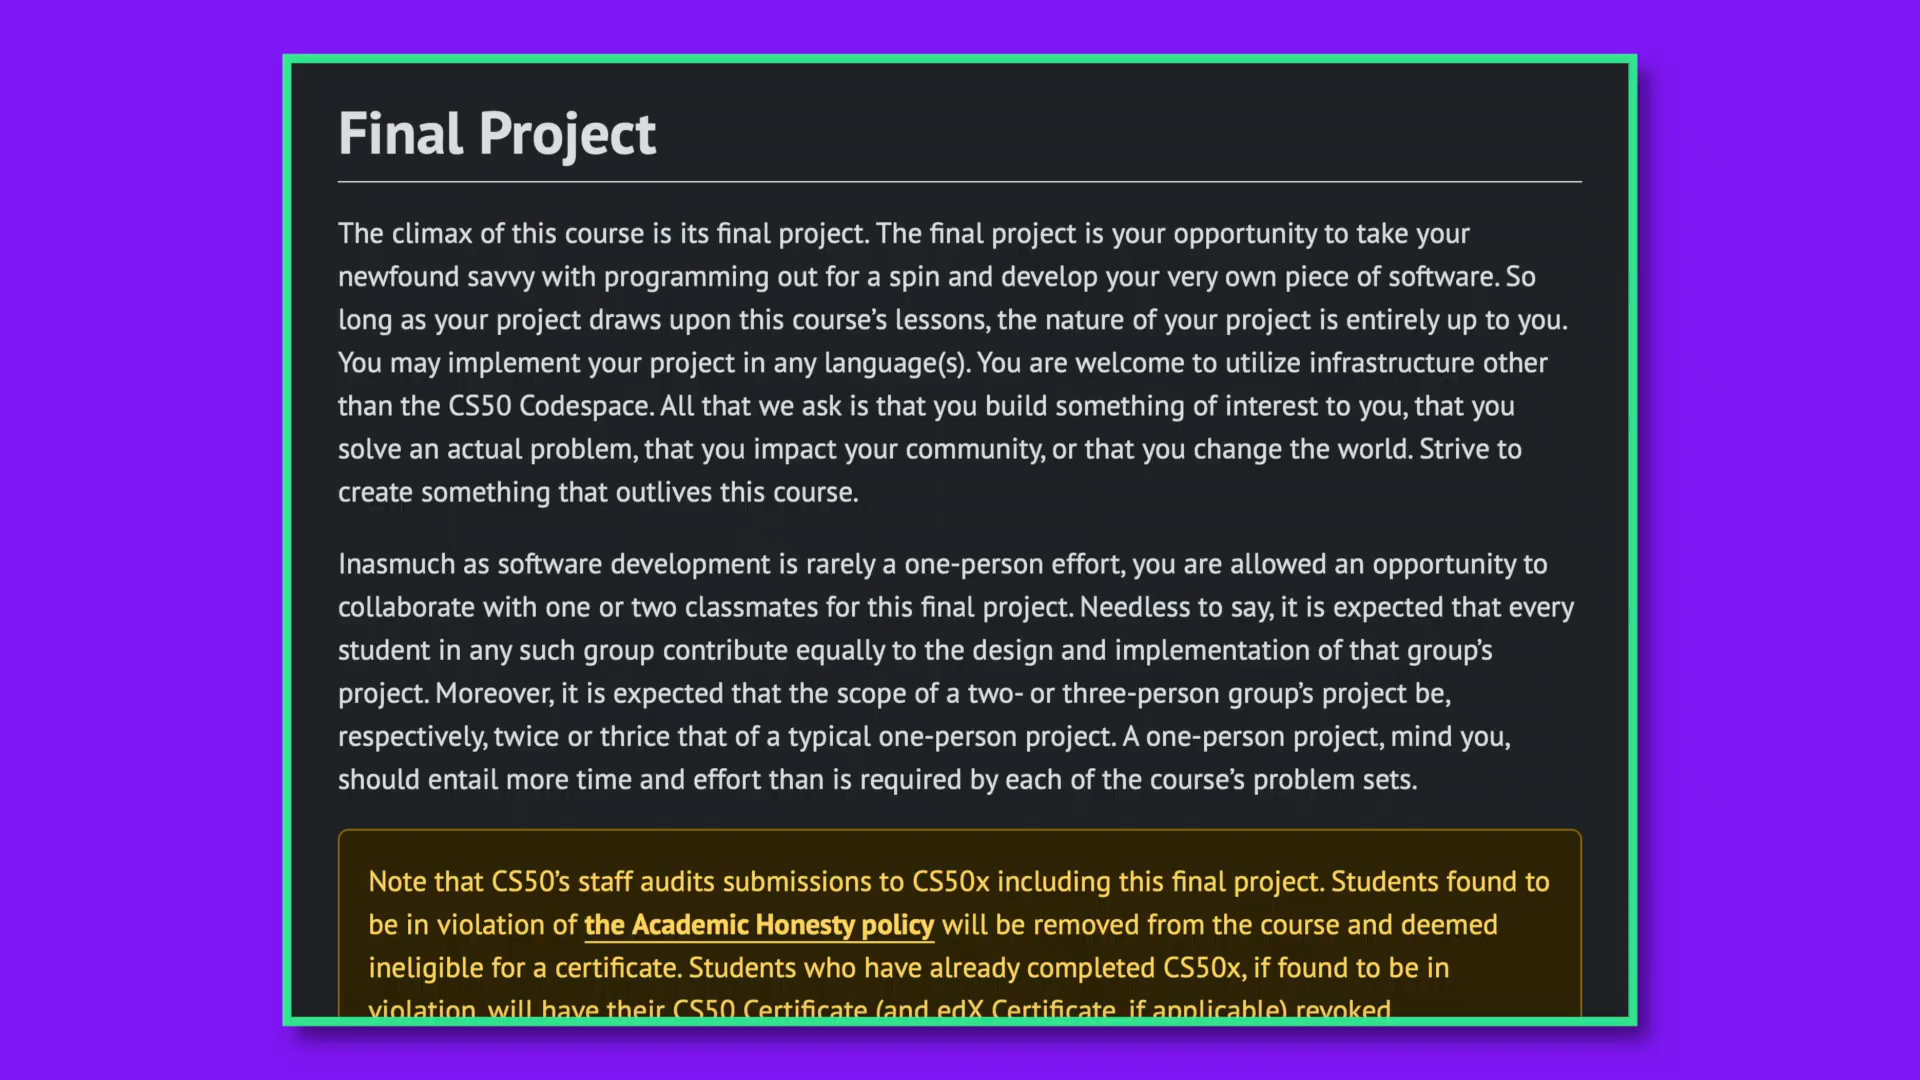 Final Project
The climax of this course is its final project. The final project is your opportunity to take your
newfound savvy with programming out for a spin and develop your very own piece of software. So
long as your project draws upon this course’s lessons, the nature of your project is entirely up to you.
You may implement your project in any language(s). You are welcome to utilize infrastructure other
than the CS50 Codespace. All that we ask is that you build something of interest to you, that you
solve an actual problem, that you impact your community, or that you change the world. Strive to
create something that outlives this course.
Inasmuch as software development is rarely a one-person effort, you are allowed an opportunity to
collaborate with one or two classmates for this final project. Needless to say, it is expected that every
student in any such group contribute equally to the design and implementation of that group’s
project. Moreover, it is expected that the scope of a two- or three-person group’s project be,
respectively, twice or thrice that of a typical one-person project. A one-person project, mind you,
should entail more time and effort than is required by each of the course’s problem sets.
Note that CS50’s staff audits submissions to CS50x including this final project. Students found to
be in violation of the Academic Honesty policy will be removed from the course and deemed
ineligible for a certificate. Students who have already completed CS50x, if found to be in
violation, will have their CS50 Certificate (and edX Certificate, if applicable) revoked.